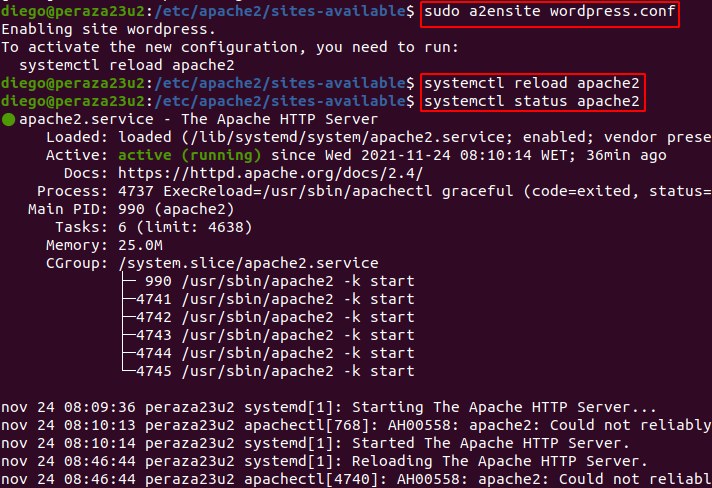 diego@peraza23u2:/etc/apache2/sites-available$ sudo a2ensite wordpress.conf
Enabling site wordpress.
To activate the new configuration, you need to run:
  systemctl reload apache2
diego@peraza23u2:/etc/apache2/sites-available$ systemctl reload apache2
diego@peraza23u2:/etc/apache2/sites-available$ systemctl status apache2
● apache2.service - The Apache HTTP Server
     Loaded: loaded (/lib/systemd/system/apache2.service; enabled; vendor prese
     Active: active (running) since Wed 2021-11-24 08:10:14 WET; 36min ago
       Docs: https://httpd.apache.org/docs/2.4/
    Process: 4737 ExecReload=/usr/sbin/apachectl graceful (code=exited, status=
   Main PID: 990 (apache2)
      Tasks: 6 (limit: 4638)
     Memory: 25.0M
     CGroup: /system.slice/apache2.service
             ├─ 990 /usr/sbin/apache2 -k start
             ├─4741 /usr/sbin/apache2 -k start
             ├─4742 /usr/sbin/apache2 -k start
             ├─4743 /usr/sbin/apache2 -k start
             ├─4744 /usr/sbin/apache2 -k start
             └─4745 /usr/sbin/apache2 -k start
nov 24 08:09:36 peraza23u2 systemd[1]: Starting The Apache HTTP Server...
nov 24 08:10:13 peraza23u2 apachectl[768]: AH00558: apache2: Could not reliably
nov 24 08:10:14 peraza23u2 systemd[1]: Started The Apache HTTP Server.
nov 24 08:46:44 peraza23u2 systemd[1]: Reloading The Apache HTTP Server.
nov 24 08:46:44 peraza23u2 apachectl[4740]: AH00558: apache2: Could not reliabl